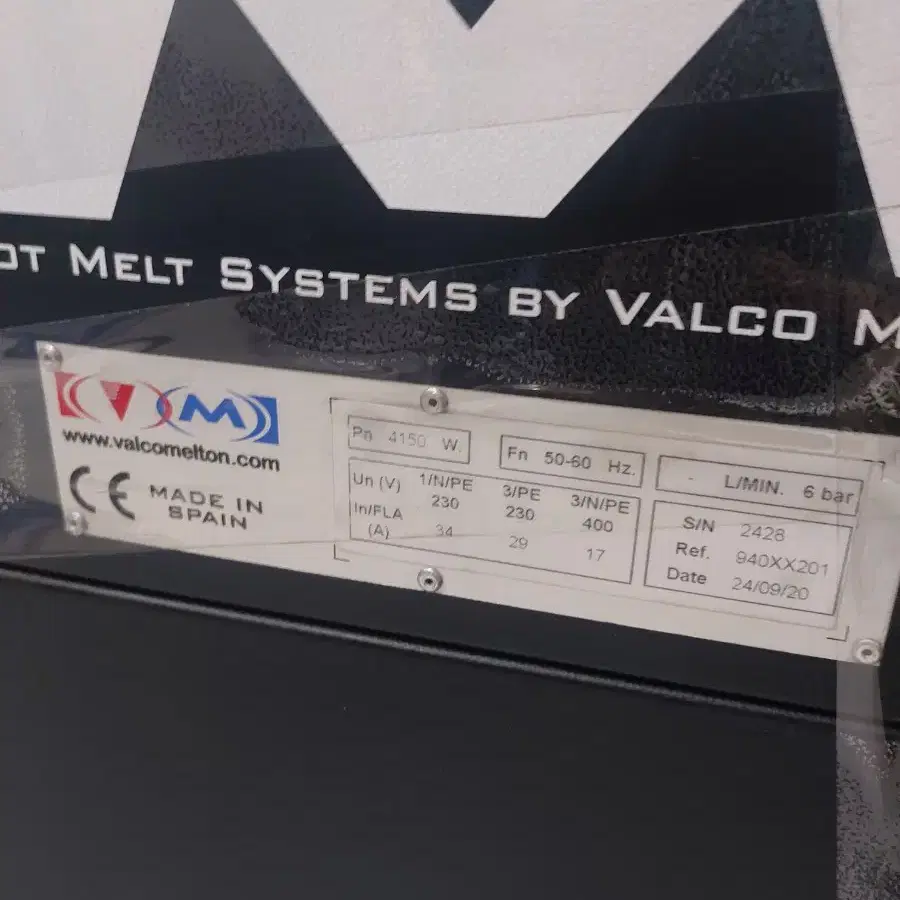 OT MELT SYSTEMS BY VALCO M
VM
www.valcomelton.com
CE MADE IN
SPAIN
Pn 4150 W.
Fn 50-60 Hz.
- L/MIN. 6 bar
Un (V) 1/N/PE 3/PE 3/N/PE
230 230 400
In/FLA
(A) 34 29 17
S/N 2428
Ref. 940XX201
Date 24/09/20